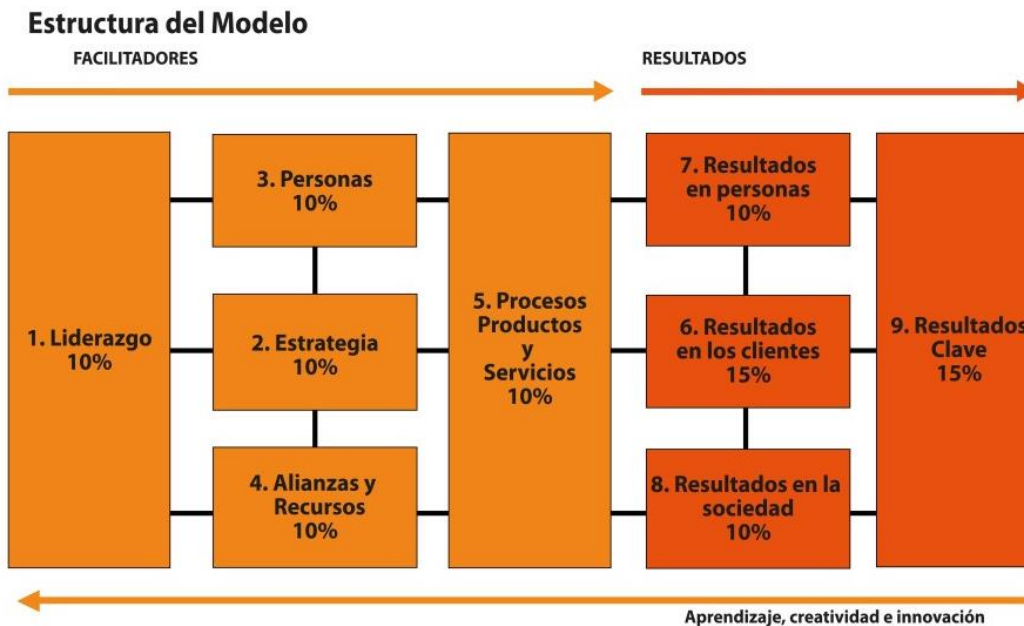 Estructura del Modelo
FACILITADORES
RESULTADOS
1. Liderazgo
10%
3. Personas
10%
2. Estrategia
10%
4. Alianzas y
Recursos
10%
5. Procesos
Productos
y
Servicios
10%
7. Resultados
en personas
10%
6. Resultados
en los clientes
15%
8. Resultados en la
sociedad
10%
9. Resultados
Clave
15%
Aprendizaje, creatividad e innovación